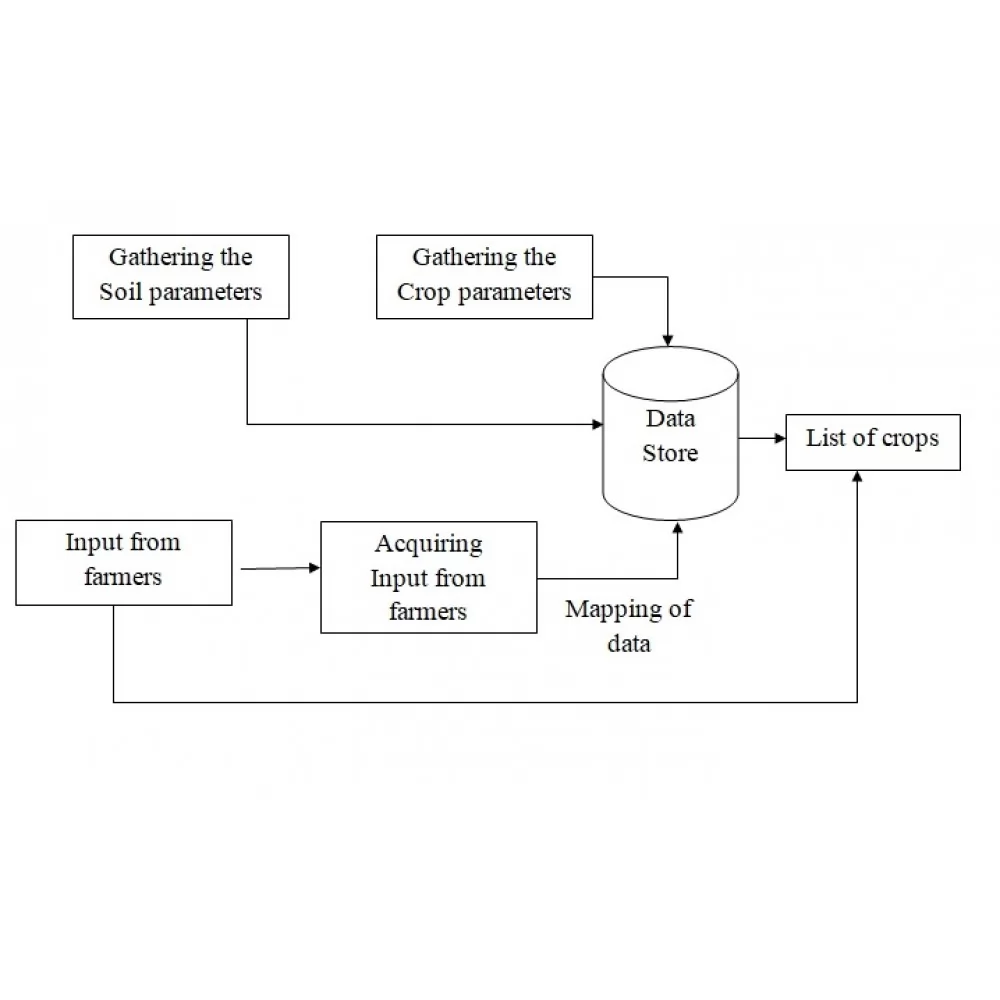 Gathering the
Soil parameters
Gathering the
Crop parameters
Data
Store
List of crops
Input from
farmers
Acquiring
Input from
farmers
Mapping of
data